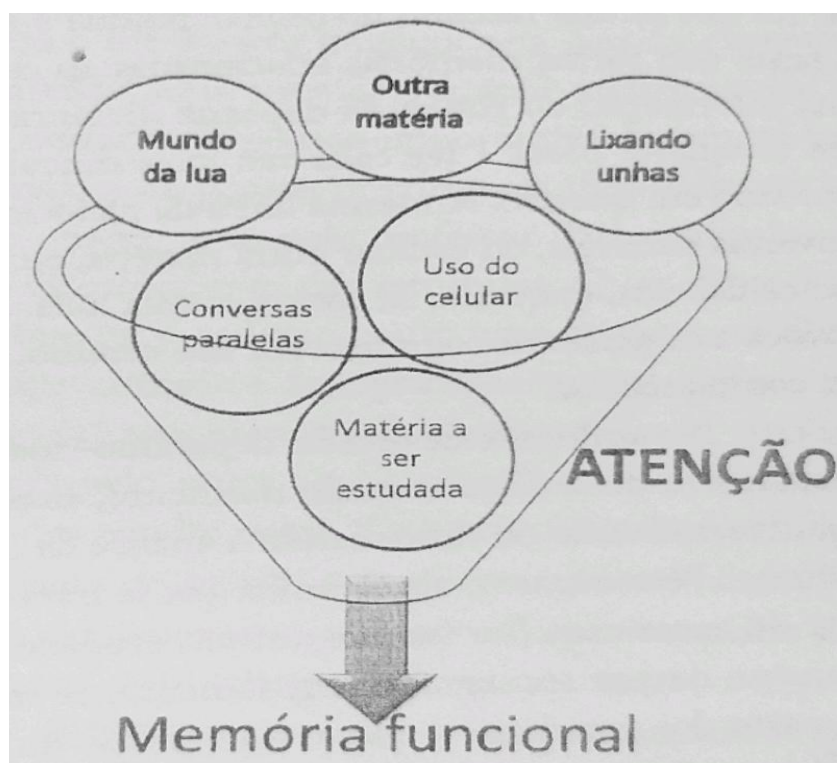 Outra
matéria
Mundo
da lua
Lixando
unhas
Uso do
celular
Conversas
paralelas
Matéria a
ser
estudada
ATENÇÃO
Memória funcional